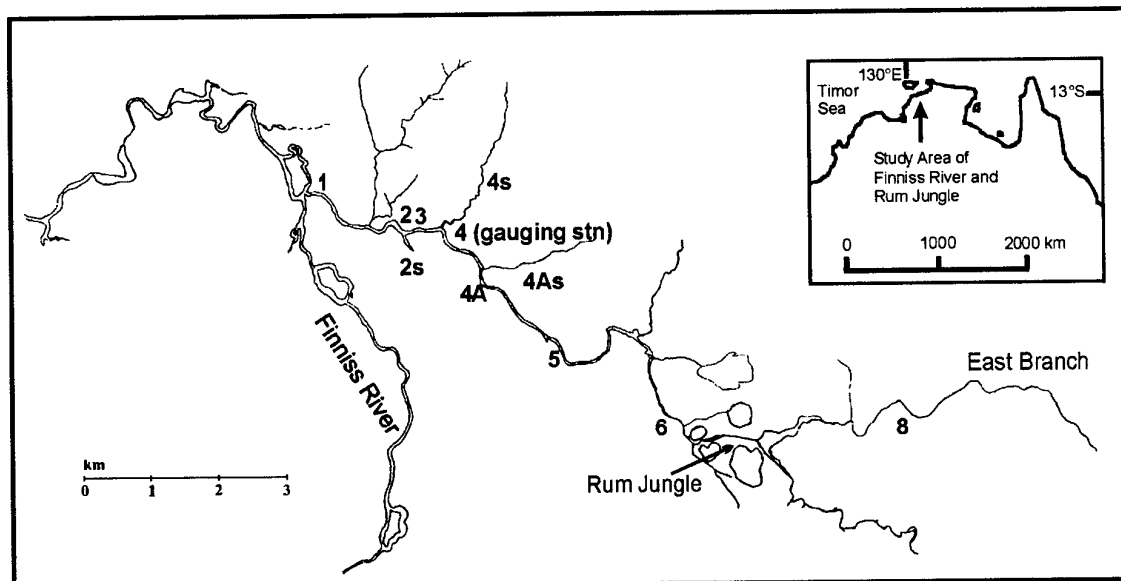 130°E
Timor
Sea
13°S
Study Area of
Finniss River and
Rum Jungle
0 1000 2000 km
1
2 3
4s
4 (gauging stn)
2s
4As
4A
5
Finniss River
East Branch
6
8
Rum Jungle
km
0 1 2 3